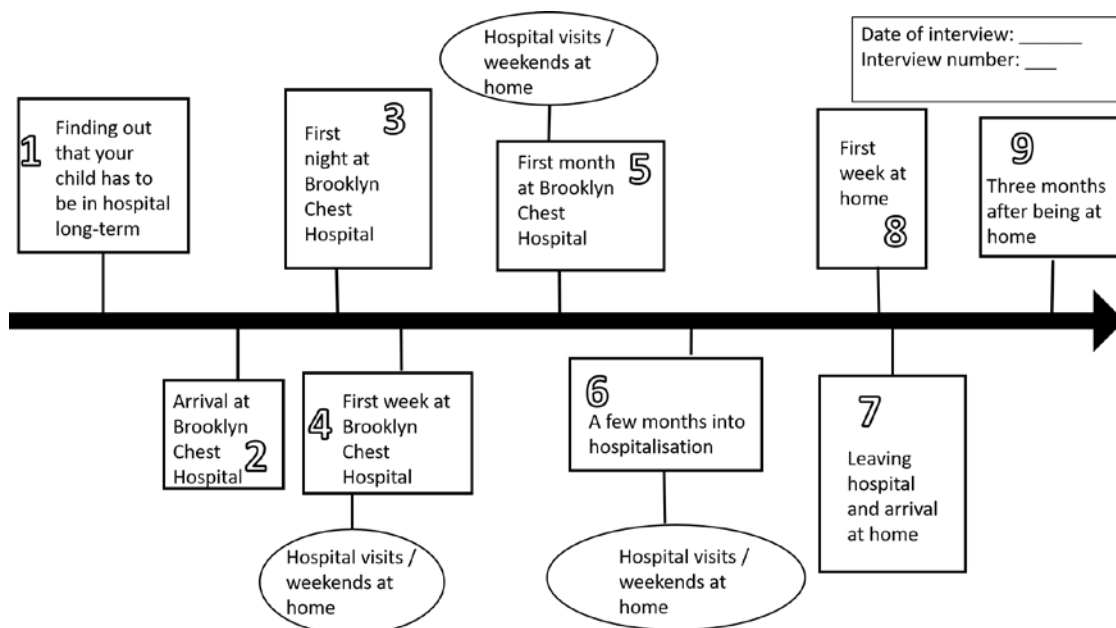 Date of interview: ______
Interview number: ___
1
Finding out
that your
child has to
be in hospital
long-term
2
Arrival at
Brooklyn
Chest
Hospital
3
First
night at
Brooklyn
Chest
Hospital
4
First week at
Brooklyn
Chest
Hospital
Hospital visits /
weekends at
home
5
First month
at Brooklyn
Chest
Hospital
Hospital visits /
weekends at
home
6
A few months into
hospitalisation
Hospital visits /
weekends at
home
7
Leaving
hospital
and arrival
at home
8
First
week at
home
9
Three months
after being at
home